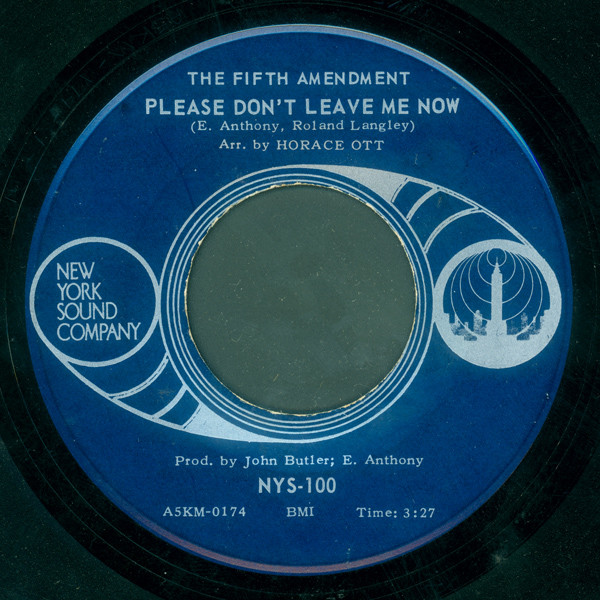 THE FIFTH AMENDMENT
PLEASE DON'T LEAVE ME NOW
(E. Anthony, Roland Langley)
Arr. by HORACE OTT
NEW
YORK
SOUND
COMPANY
Prod. by John Butler; E. Anthony
NYS-100
A5KM-0174 BMI Time: 3:27